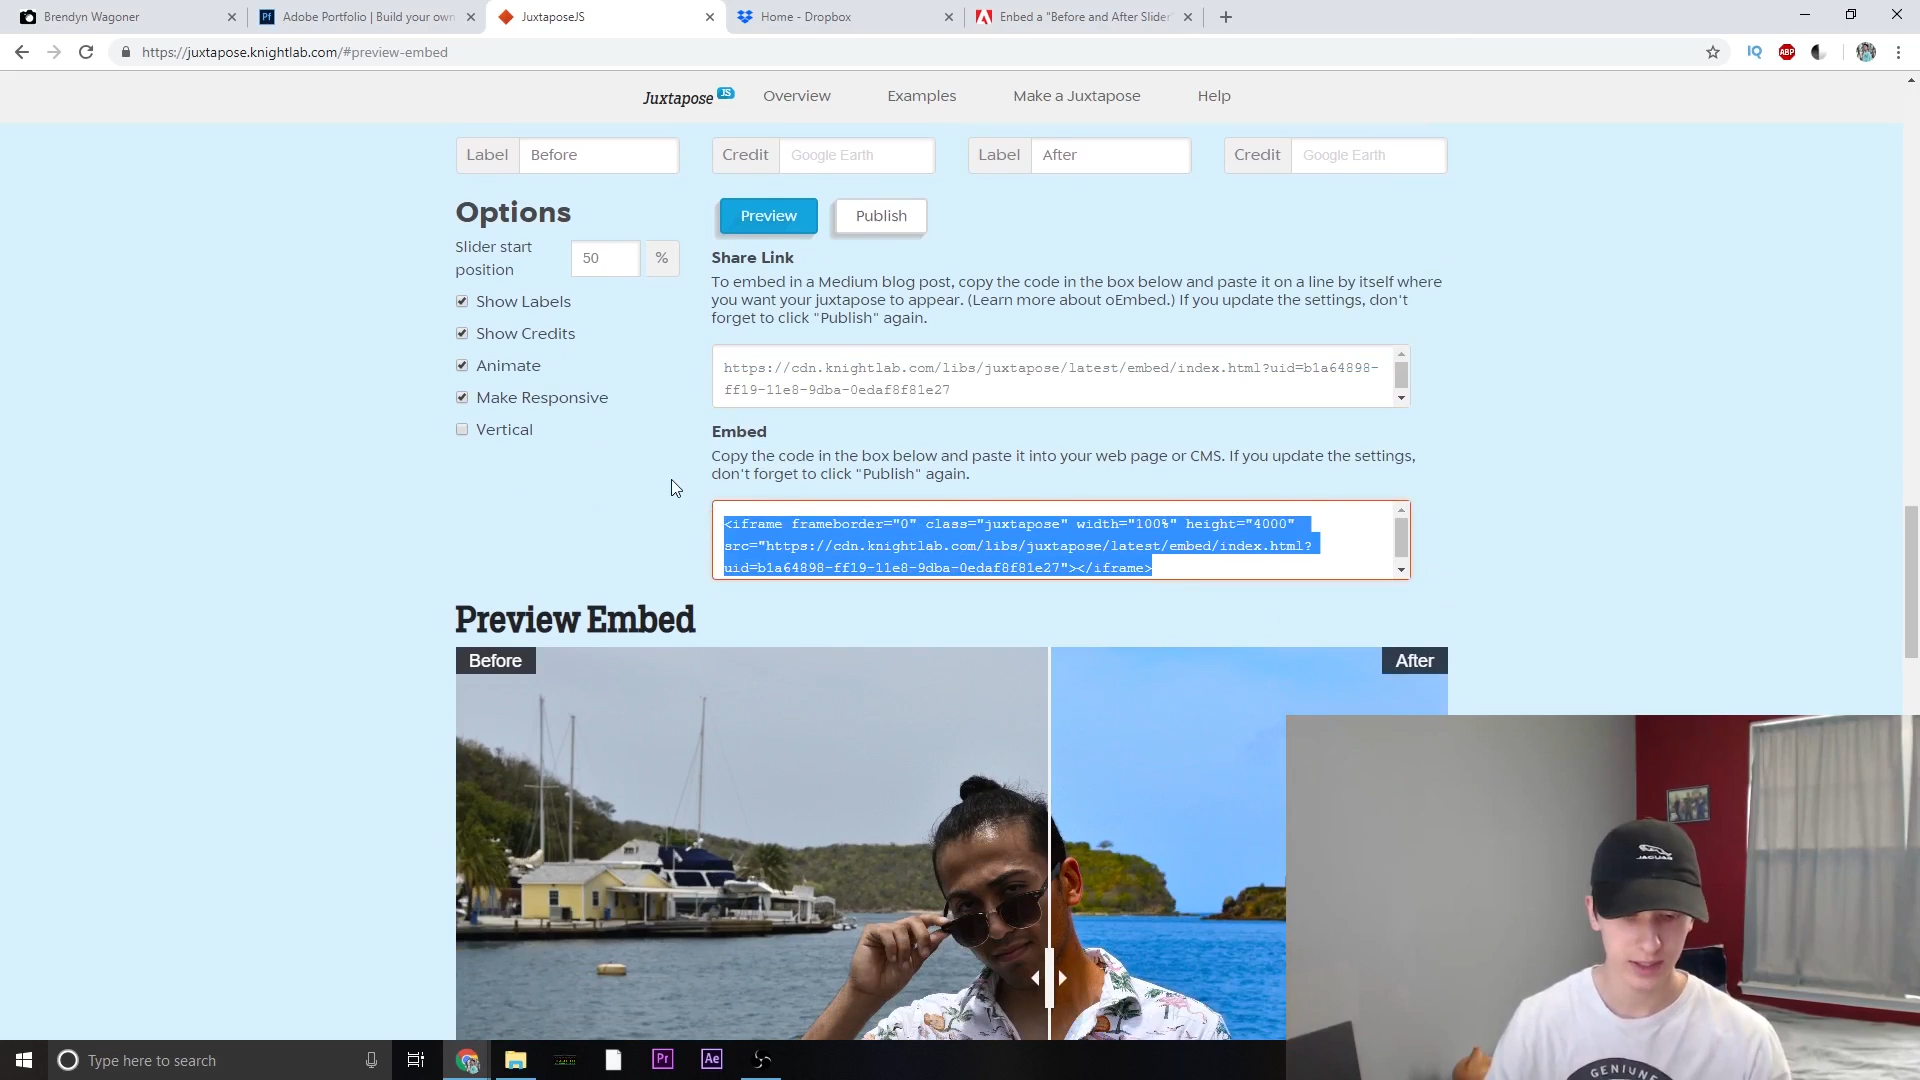 Brendyn Wagoner
Adobe Portfolio | Build your own
JuxtaposeJS
Home - Dropbox
Enbed a "Before and After Slider"
https://juxtapose.knightlab.com/#preview-embed
IQ
ABP
Juxtapose JS
Overview
Examples
Make a Juxtapose
Help
Label Before
Credit Google Earth
Label After
Credit Google Earth
Options
Slider start
position
50 %
Show Labels
Show Credits
Animate
Make Responsive
Vertical
Preview
Publish
Share Link
To embed in a Medium blog post, copy the code in the box below and paste it on a line by itself where
you want your juxtapose to appear. (Learn more about oEmbed.) If you update the settings, don't
forget to click "Publish" again.
https://cdn.knightlab.com/libs/juxtapose/latest/embed/index.html?uid=b1a64898-
ff19-11e8-9dba-0edaf8f81e27
Embed
Copy the code in the box below and paste it into your web page or CMS. If you update the settings,
don't forget to click "Publish" again.
<iframe frameborder="0" class="juxtapose" width="100%" height="4000"
src="https://cdn.knightlab.com/libs/juxtapose/latest/embed/index.html?
uid=b1a64898-ff19-11e8-9dba-0edaf8f81e27"></iframe>
Preview Embed
Before
After
JAGUAR
GENIUNE
Type here to search
Pr
Ae